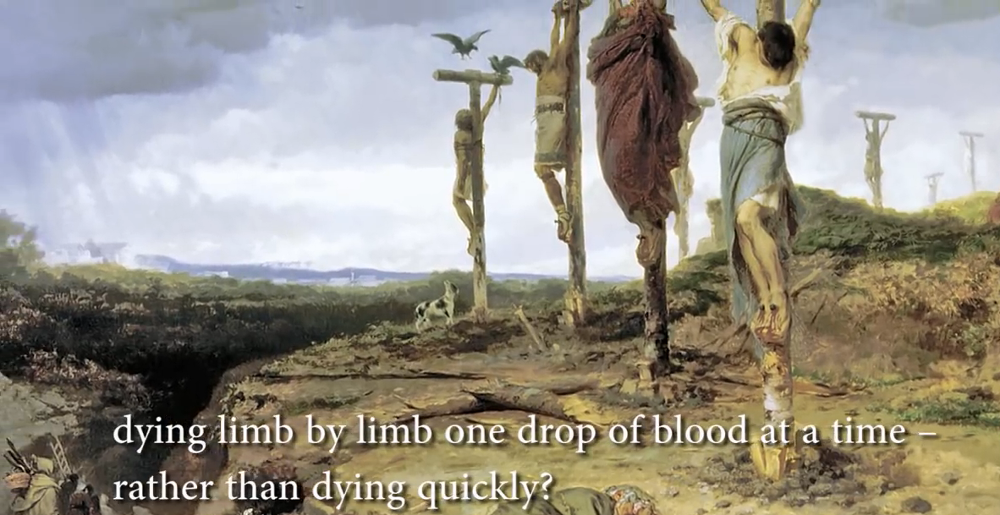 dying limb by limb one drop of blood at a time –
rather than dying quickly?